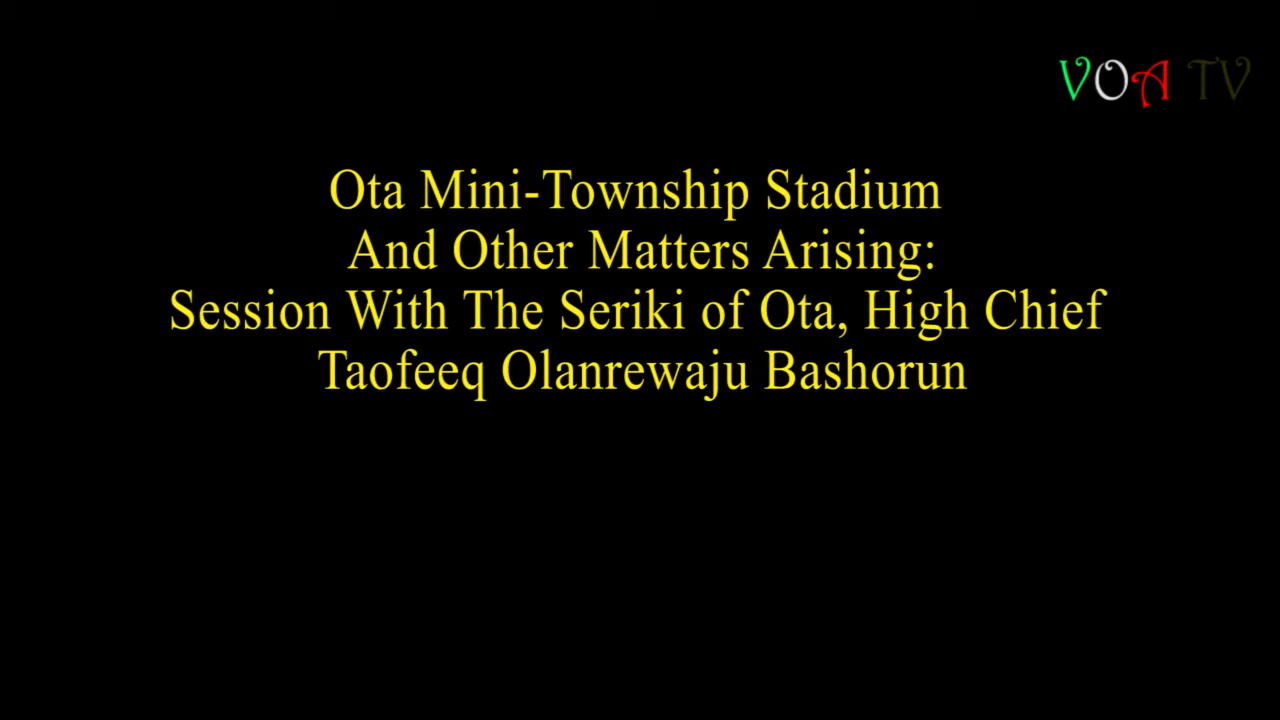 VOA TV
Ota Mini-Township Stadium
And Other Matters Arising:
Session With The Seriki of Ota, High Chief
Taofeeq Olanrewaju Bashorun